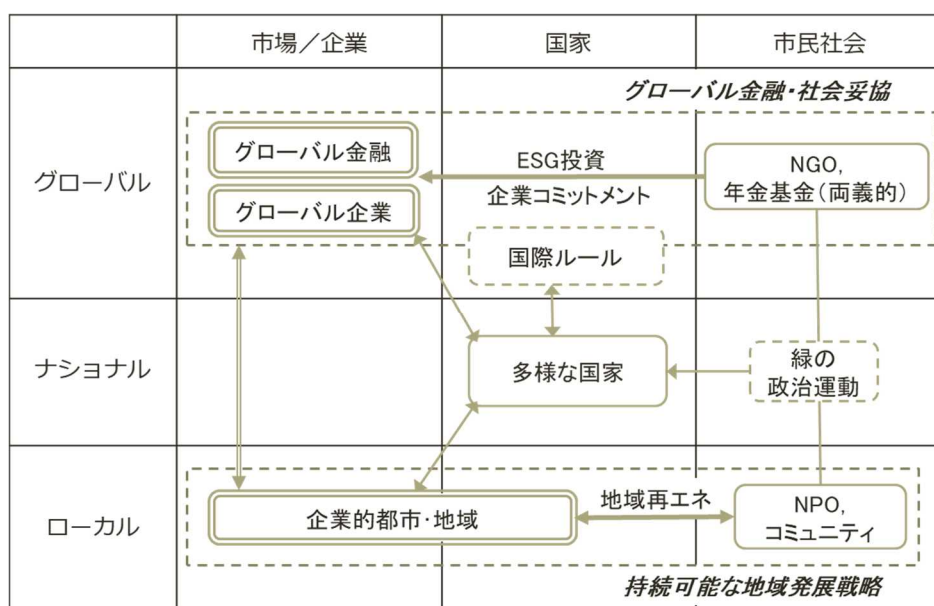 市場／企業
国家
市民社会
グローバル
グローバル金融・社会妥協
グローバル金融
グローバル企業
ESG投資
企業コミットメント
NGO,
年金基金（両義的）
国際ルール
ナショナル
多様な国家
緑の
政治運動
ローカル
企業的都市・地域
地域再エネ
NPO,
コミュニティ
持続可能な地域発展戦略